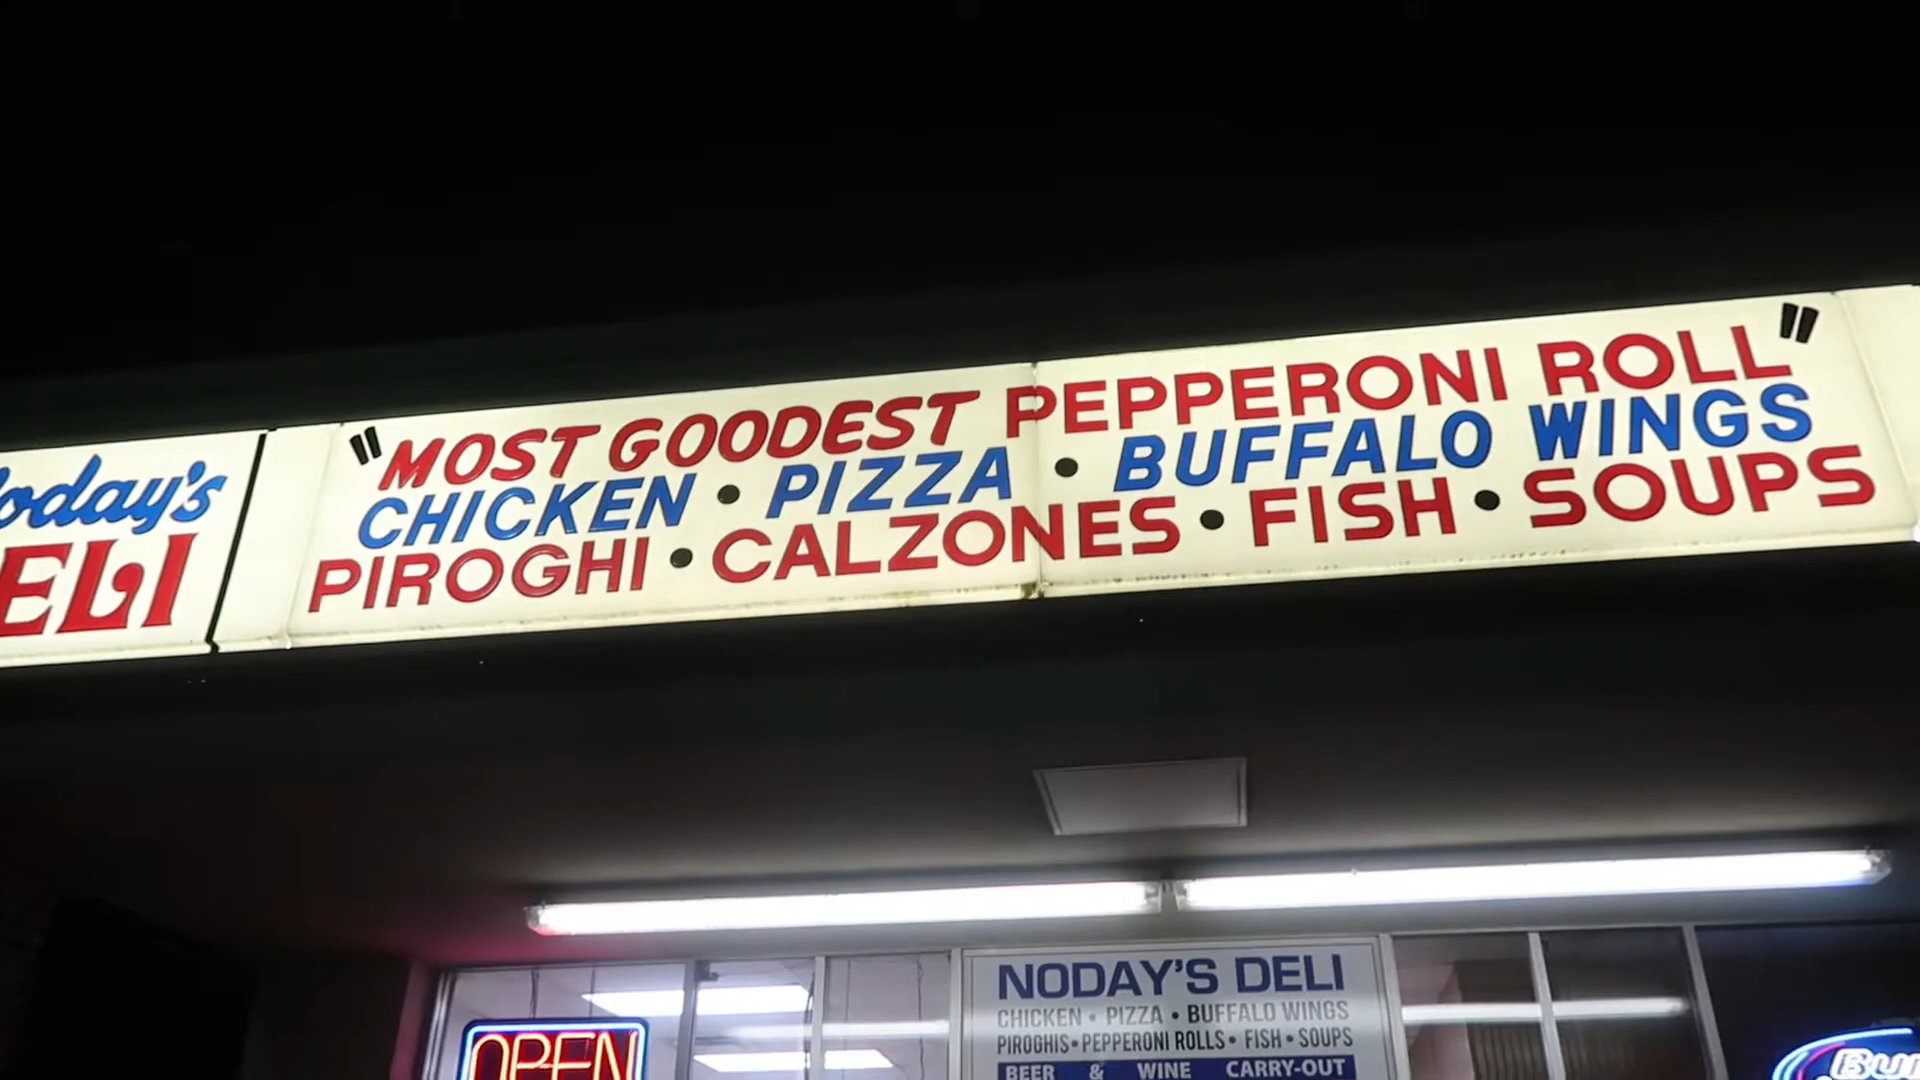 oday's
ELI
"MOST GOODEST PEPPERONI ROLL"
CHICKEN • PIZZA • BUFFALO WINGS
PIROGHI • CALZONES • FISH • SOUPS
OPEN
NODAY'S DELI
CHICKEN • PIZZA • BUFFALO WINGS
PIROGHIS • PEPPERONI ROLLS • FISH • SOUPS
BEER & WINE CARRY-OUT